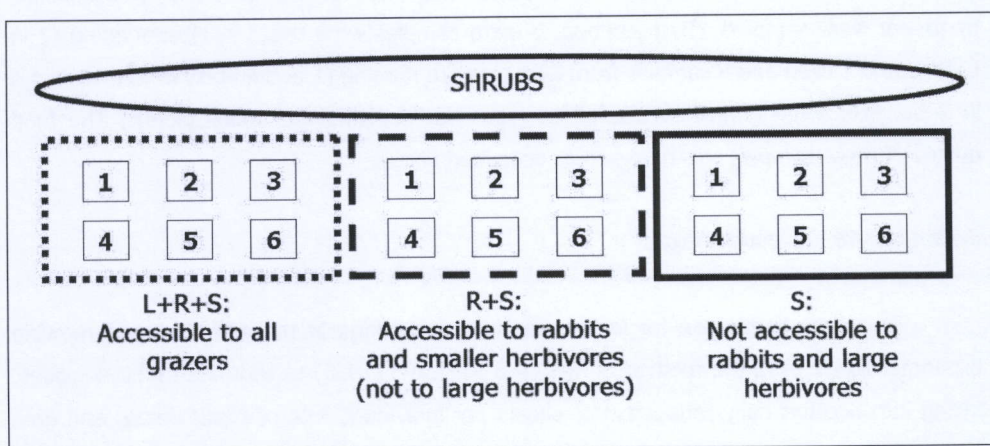 SHRUBS
1 2 3
4 5 6
L+R+S:
Accessible to all
grazers
1 2 3
4 5 6
R+S:
Accessible to rabbits
and smaller herbivores
(not to large herbivores)
1 2 3
4 5 6
S:
Not accessible to
rabbits and large
herbivores